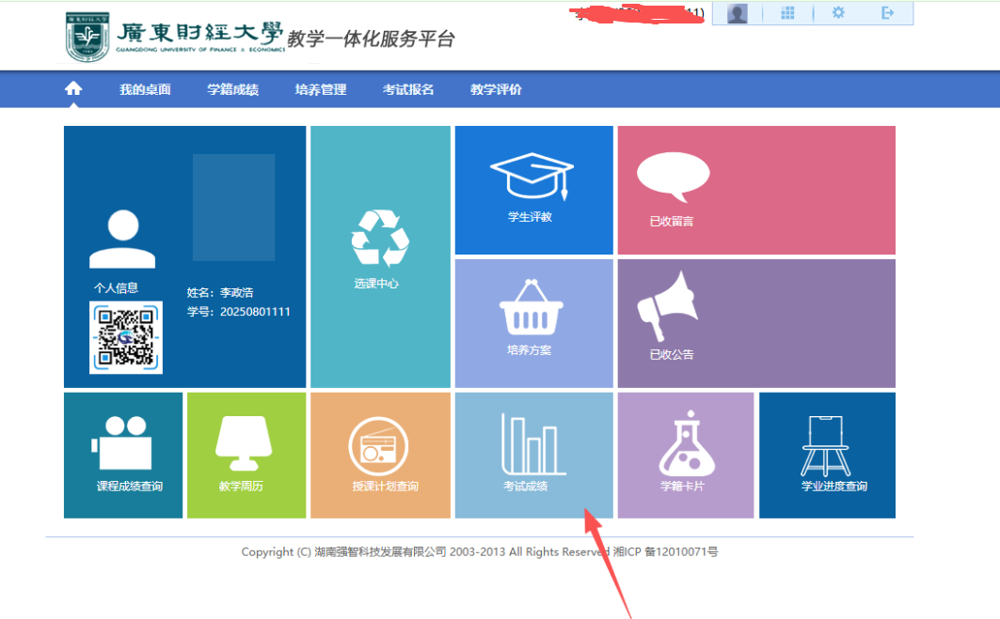 廣東財經大學
GUANGDONG UNIVERSITY OF FINANCE & ECONOMICS
教学一体化服务平台
11)
我的桌面 学籍成绩 培养管理 考试报名 教学评价
个人信息
姓名：李政浩
学号：20250801111
选课中心
学生评教
已收留言
培养方案
已收公告
课程成绩查询
教学周历
授课计划查询
考试成绩
学籍卡片
学业进度查询
Copyright (C) 湖南强智科技发展有限公司 2003-2013 All Rights Reserved 湘ICP 备12010071号